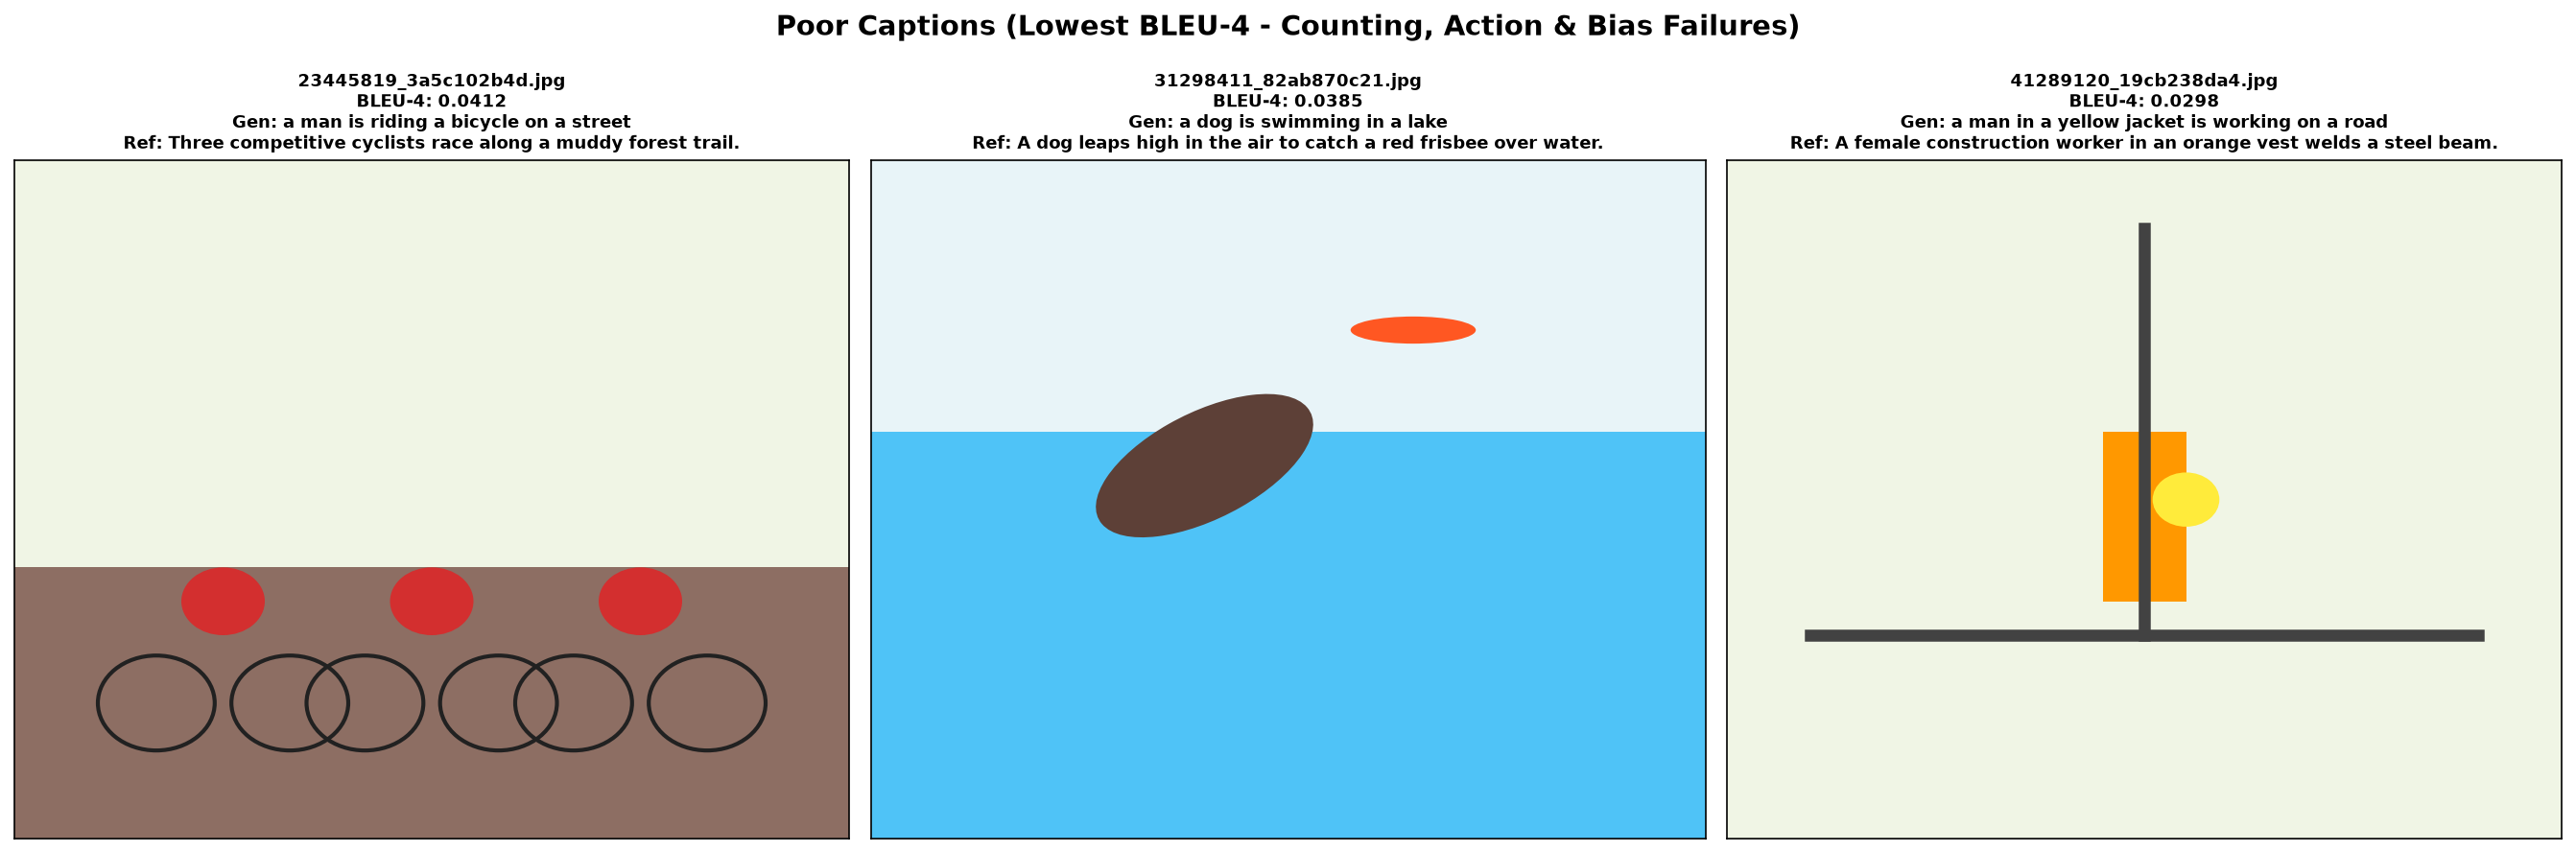 Poor Captions (Lowest BLEU-4 - Counting, Action & Bias Failures)
23445819_3a5c102b4d.jpg
BLEU-4: 0.0412
Gen: a man is riding a bicycle on a street
Ref: Three competitive cyclists race along a muddy forest trail.
31298411_82ab870c21.jpg
BLEU-4: 0.0385
Gen: a dog is swimming in a lake
Ref: A dog leaps high in the air to catch a red frisbee over water.
41289120_19cb238da4.jpg
BLEU-4: 0.0298
Gen: a man in a yellow jacket is working on a road
Ref: A female construction worker in an orange vest welds a steel beam.